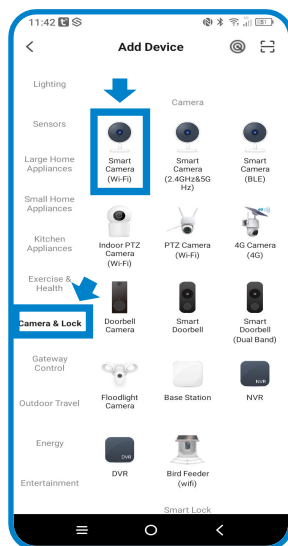 11:42
Add Device
Lighting
Sensors
Large Home
Appliances
Small Home
Appliances
Kitchen
Appliances
Exercise &
Health
Camera & Lock
Gateway
Control
Outdoor Travel
Energy
Entertainment
Camera
Smart
Camera
(Wi-Fi)
Smart
Camera
(2.4GHz&5G
Hz)
Smart
Camera
(BLE)
Indoor PTZ
Camera
(Wi-Fi)
PTZ Camera
(Wi-Fi)
4G Camera
(4G)
Doorbell
Camera
Smart
Doorbell
Smart
Doorbell
(Dual Band)
Floodlight
Camera
Base Station
NVR
NVR
DVR
DVR
Bird Feeder
(wifi)
Smart Lock